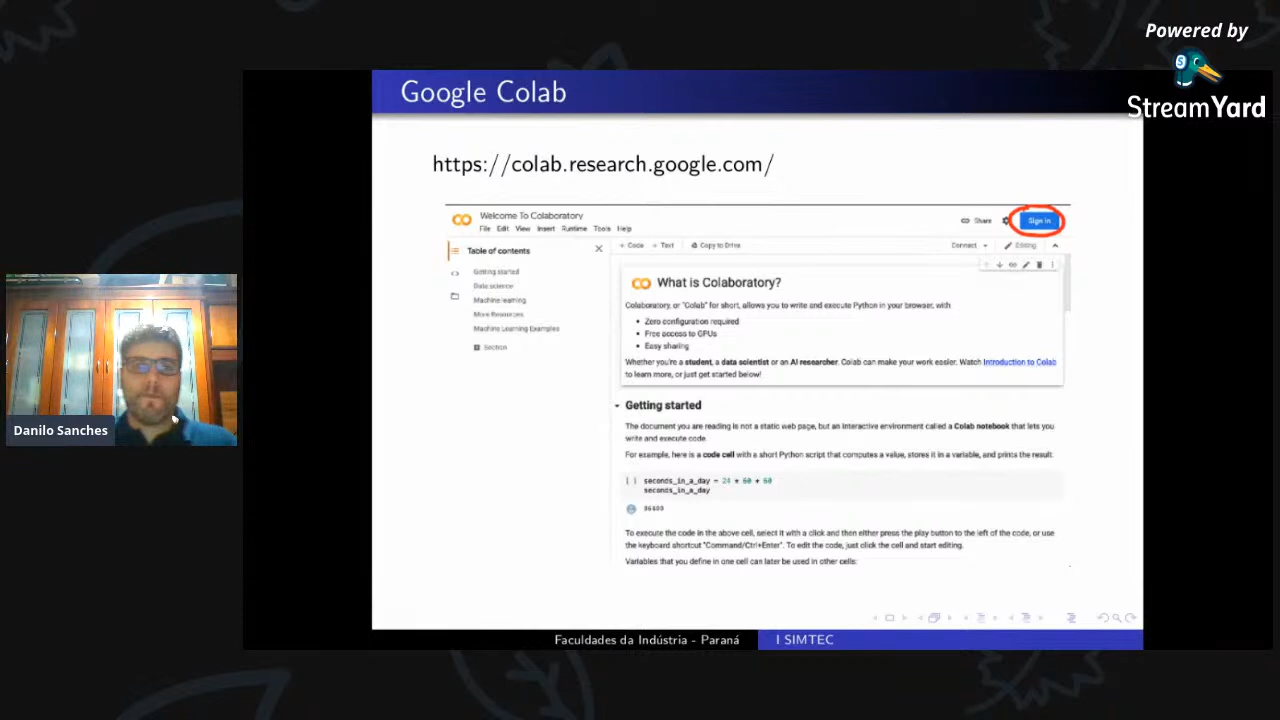 Powered by
StreamYard
Google Colab
https://colab.research.google.com/
Welcome To Colaboratory
File Edit View Insert Runtime Tools Help
Share
Sign in
Table of contents
Getting started
Data science
Machine learning
More Resources
Machine Learning Examples
Section
+ Code + Text Copy to Drive
Connect
Editing
What is Colaboratory?
Colaboratory, or "Colab" for short, allows you to write and execute Python in your browser, with
• Zero configuration required
• Free access to GPUs
• Easy sharing
Whether you're a student, a data scientist or an AI researcher, Colab can make your work easier. Watch Introduction to Colab
to learn more, or just get started below!
Getting started
The document you are reading is not a static web page, but an interactive environment called a Colab notebook that lets you
write and execute code.
For example, here is a code cell with a short Python script that computes a value, stores it in a variable, and prints the result:
[ ] seconds_in_a_day = 24 * 60 * 60
seconds_in_a_day
86400
To execute the code in the above cell, select it with a click and then either press the play button to the left of the code, or use
the keyboard shortcut "Command/Ctrl+Enter". To edit the code, just click the cell and start editing.
Variables that you define in one cell can later be used in other cells:
Danilo Sanches
Faculdades da Indústria - Paraná
I SIMTEC